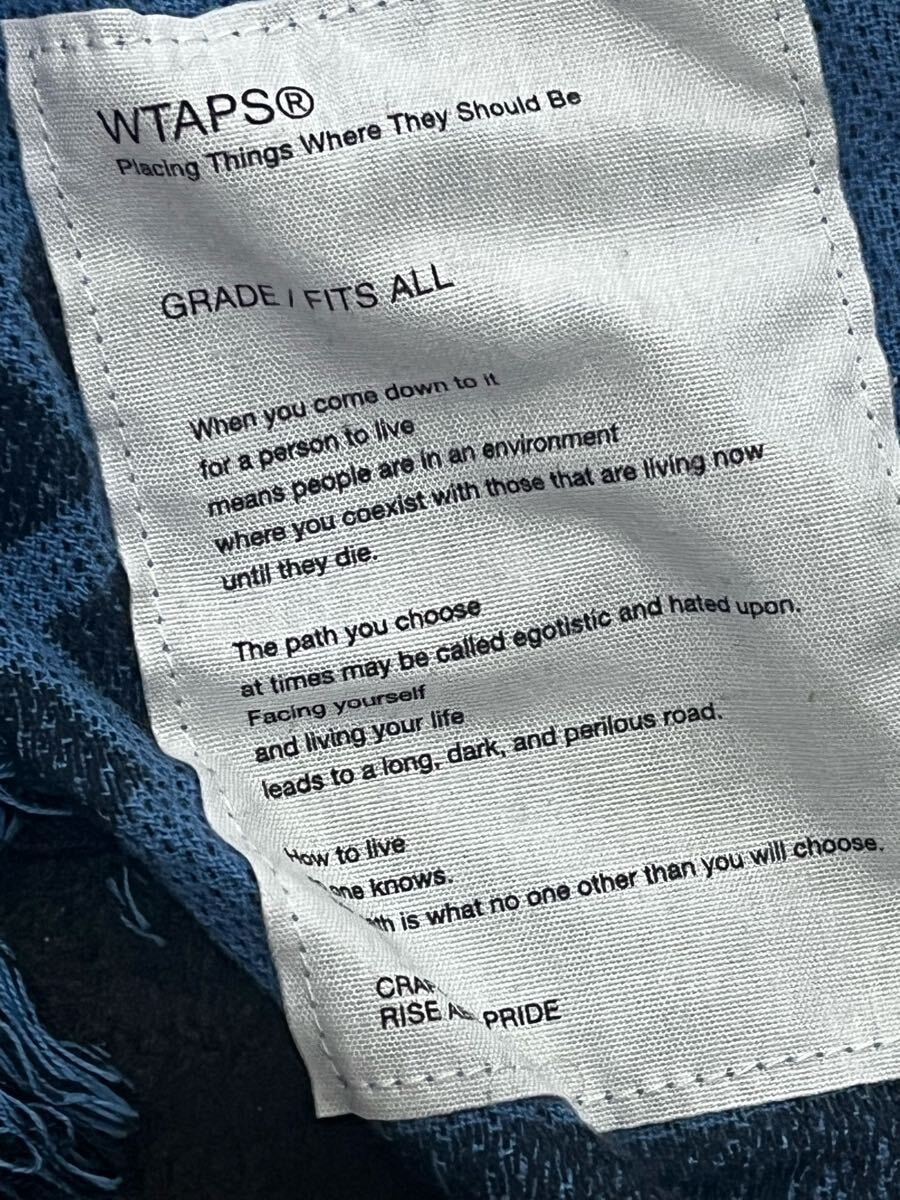 WTAPS®
Placing Things Where They Should Be
GRADE / FITS ALL
When you come down to it
for a person to live
means people are in an environment
where you coexist with those that are living now
until they die.
The path you choose
at times may be called egotistic and hated upon.
Facing yourself
and living your life
leads to a long, dark, and perilous road.
How to live
knows.
is what no one other than you will choose.
RISE PRIDE